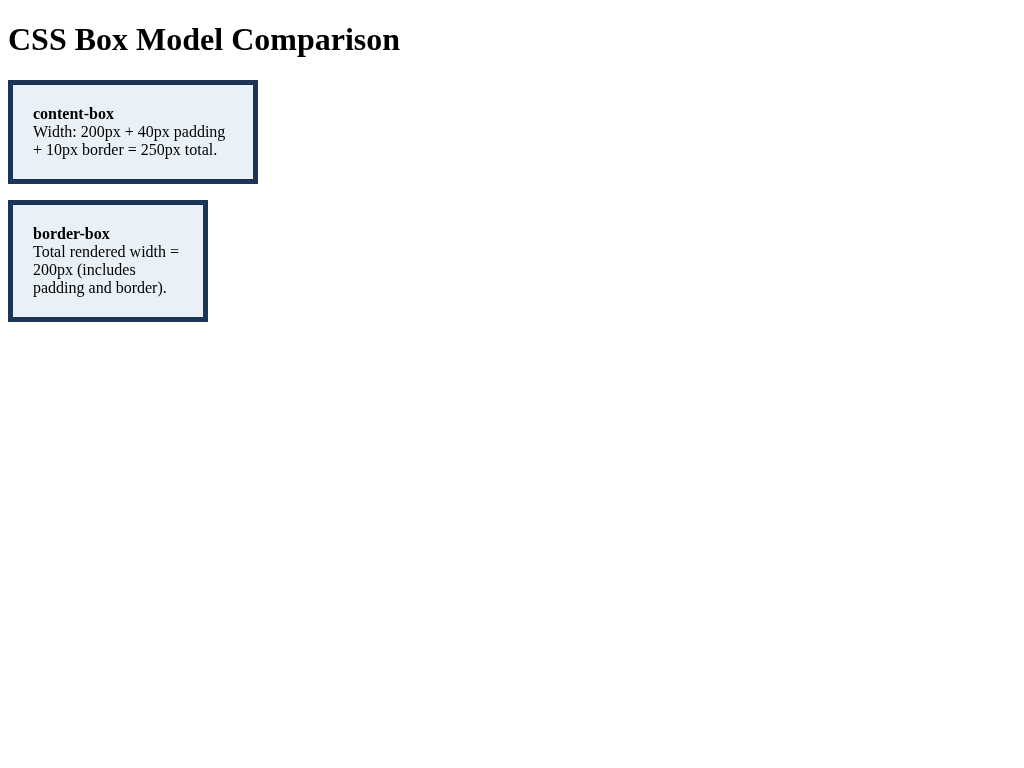 CSS Box Model Comparison
content-box
Width: 200px + 40px padding
+ 10px border = 250px total.
border-box
Total rendered width =
200px (includes
padding and border).